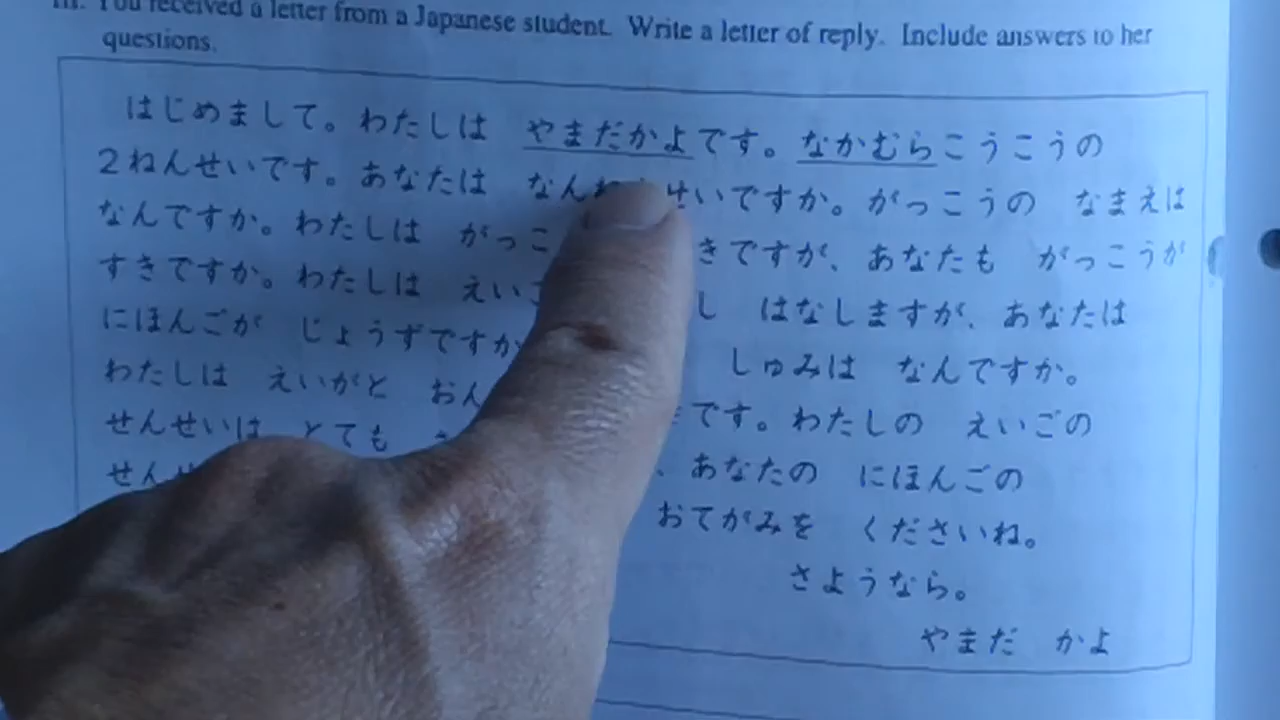 III. You received a letter from a Japanese student. Write a letter of reply. Include answers to her
questions.
はじめまして。わたしは やまだかよです。なかむらこうこうの
2ねんせいです。あなたは なん せいですか。がっこうの なまえは
なんですか。わたしは がっこ きですが、あなたも がっこうが
すきですか。わたしは えいご し はなしますが、あなたは
にほんごが じょうずですか しゅみは なんですか。
わたしは えいがと おん です。わたしの えいごの
せんせいは とても 、あなたの にほんごの
せんせ おてがみを くださいね。
さようなら。
やまだ かよ